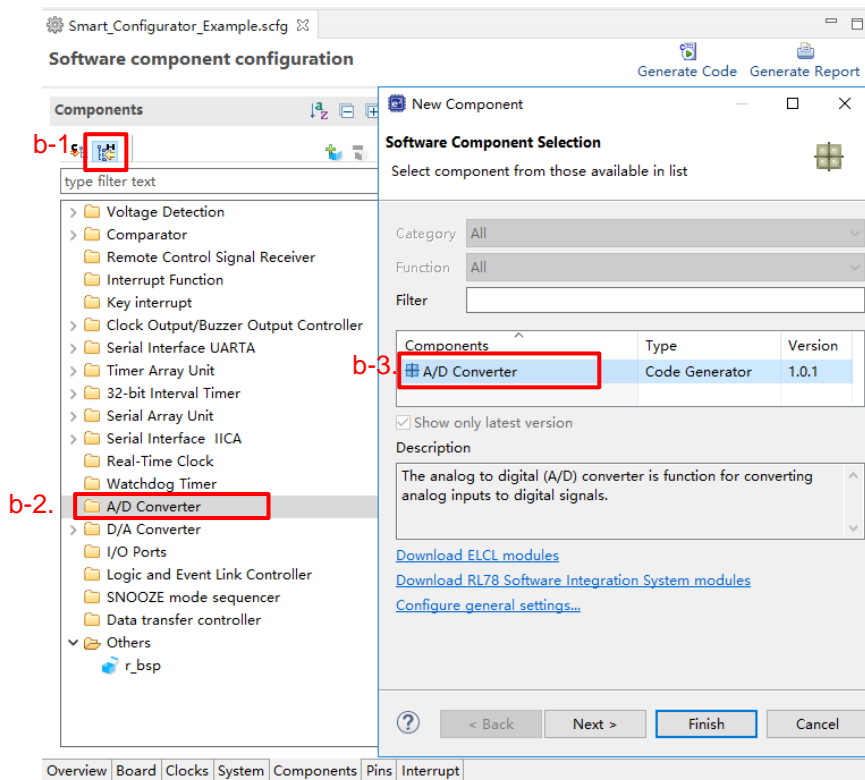 Smart_Configurator_Example.scfg
Software component configuration
Generate Code Generate Report
Components
b-1.
type filter text
Voltage Detection
Comparator
Remote Control Signal Receiver
Interrupt Function
Key interrupt
Clock Output/Buzzer Output Controller
Serial Interface UARTA
Timer Array Unit
32-bit Interval Timer
Serial Array Unit
Serial Interface IICA
Real-Time Clock
Watchdog Timer
b-2.
A/D Converter
D/A Converter
I/O Ports
Logic and Event Link Controller
SNOOZE mode sequencer
Data transfer controller
Others
r_bsp
New Component
Software Component Selection
Select component from those available in list
Category All
Function All
Filter
Components Type Version
b-3.
A/D Converter Code Generator 1.0.1
Show only latest version
Description
The analog to digital (A/D) converter is function for converting
analog inputs to digital signals.
Download ELCL modules
Download RL78 Software Integration System modules
Configure general settings...
? < Back Next > Finish Cancel
Overview Board Clocks System Components Pins Interrupt